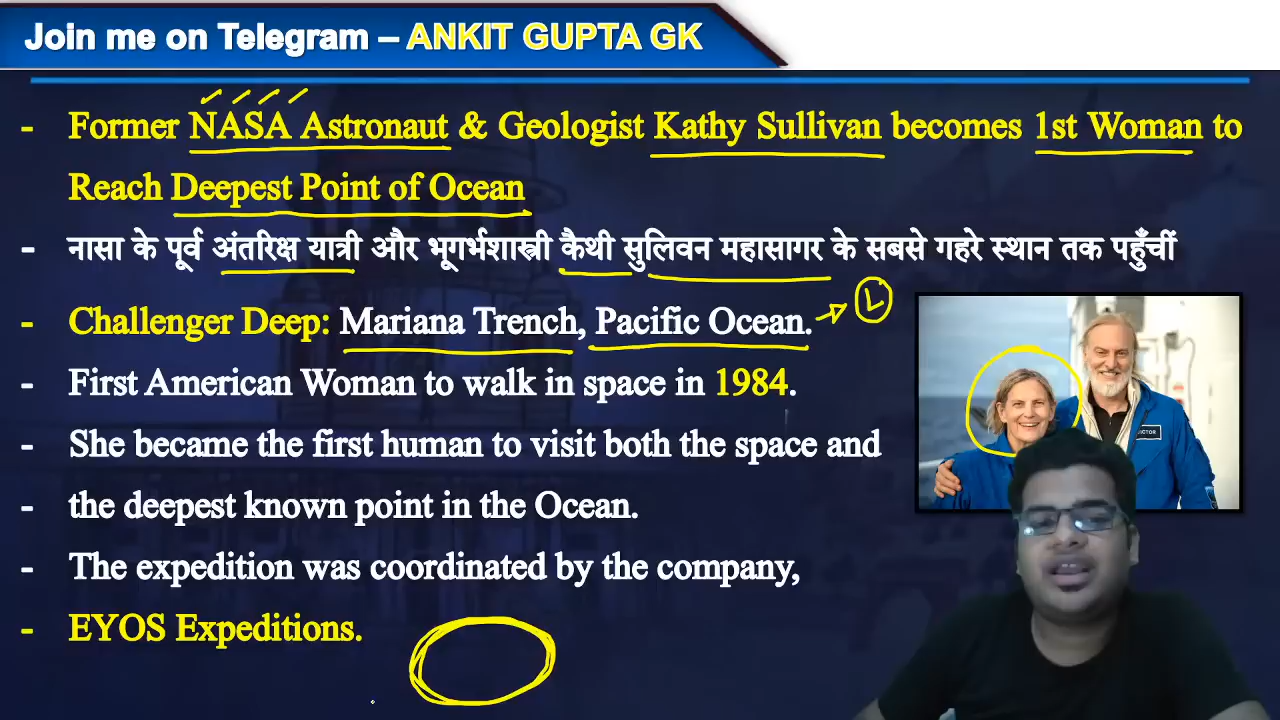 Join me on Telegram – ANKIT GUPTA GK
- Former NASA Astronaut & Geologist Kathy Sullivan becomes 1st Woman to
Reach Deepest Point of Ocean
- नासा के पूर्व अंतरिक्ष यात्री और भूगर्भशास्त्री कैथी सुलिवन महासागर के सबसे गहरे स्थान तक पहुँचीं
- Challenger Deep: Mariana Trench, Pacific Ocean. → L
- First American Woman to walk in space in 1984.
- She became the first human to visit both the space and
- the deepest known point in the Ocean.
- The expedition was coordinated by the company,
- EYOS Expeditions.